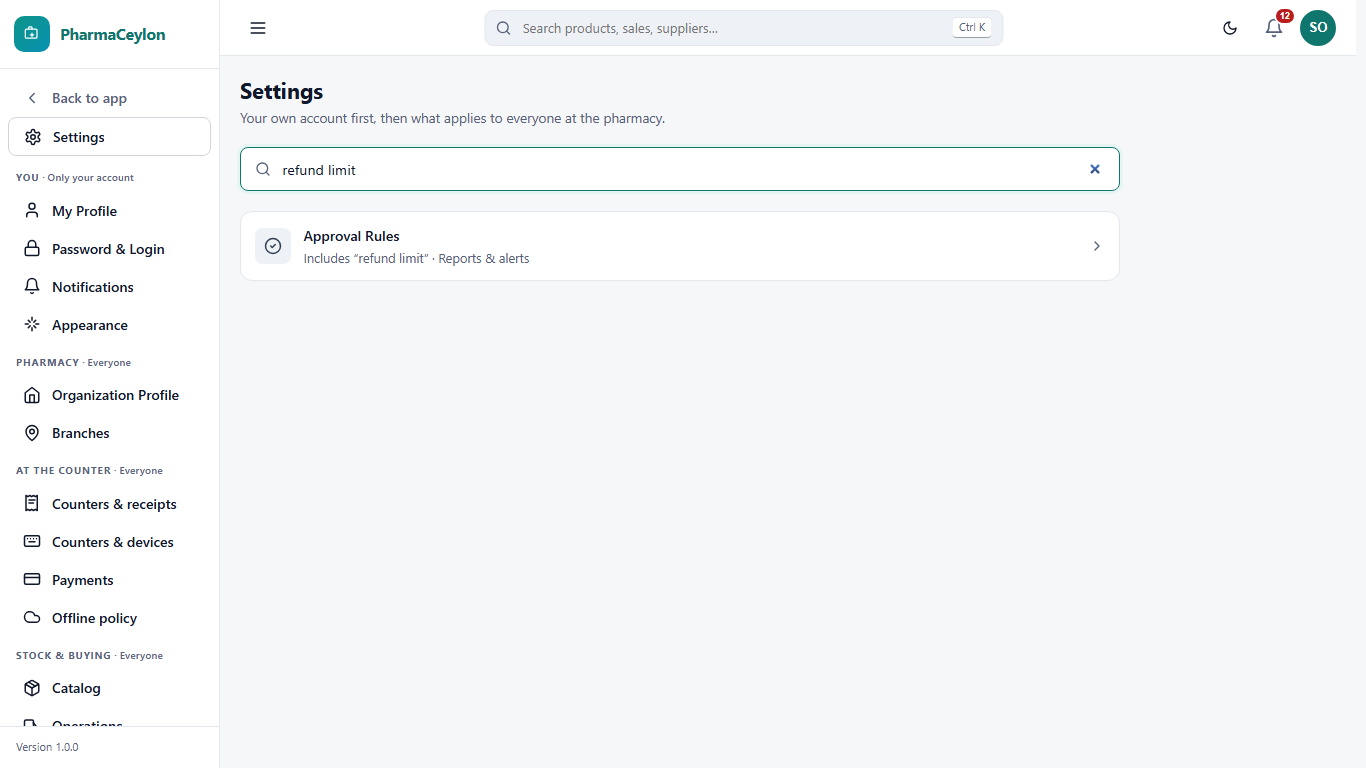 PharmaCeylon
Search products, sales, suppliers...
Ctrl K
12
SO
Back to app
Settings
YOU · Only your account
My Profile
Password & Login
Notifications
Appearance
PHARMACY · Everyone
Organization Profile
Branches
AT THE COUNTER · Everyone
Counters & receipts
Counters & devices
Payments
Offline policy
STOCK & BUYING · Everyone
Catalog
Operations
Version 1.0.0
Settings
Your own account first, then what applies to everyone at the pharmacy.
refund limit
Approval Rules
Includes “refund limit” · Reports & alerts